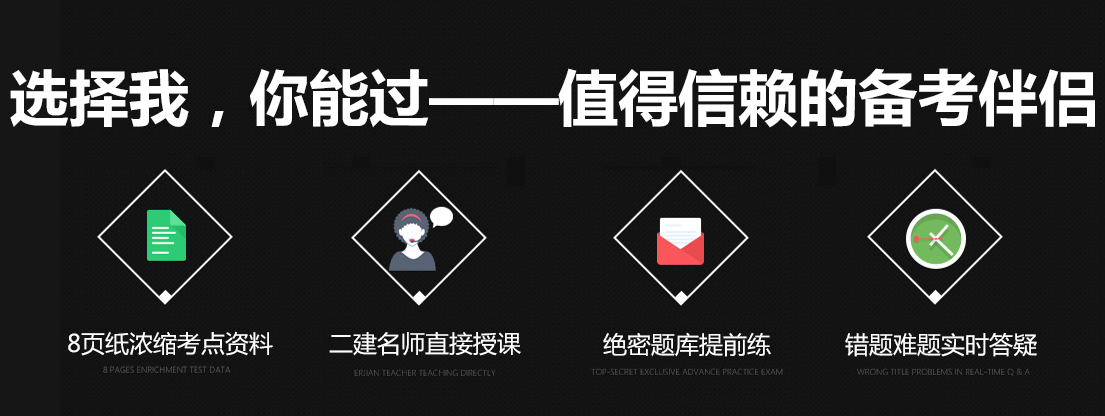 选择我，你能过——值得信赖的备考伴侣
8页纸浓缩考点资料
8 PAGES ENRICHMENT TEST DATA
二建名师直接授课
ERJIAN TEACHER TEACHING DIRECTLY
绝密题库提前练
TOP-SECRET EXCLUSIVE ADVANCE PRACTICE EXAM
错题难题实时答疑
WRONG TITLE PROBLEMS IN REAL-TIME Q & A